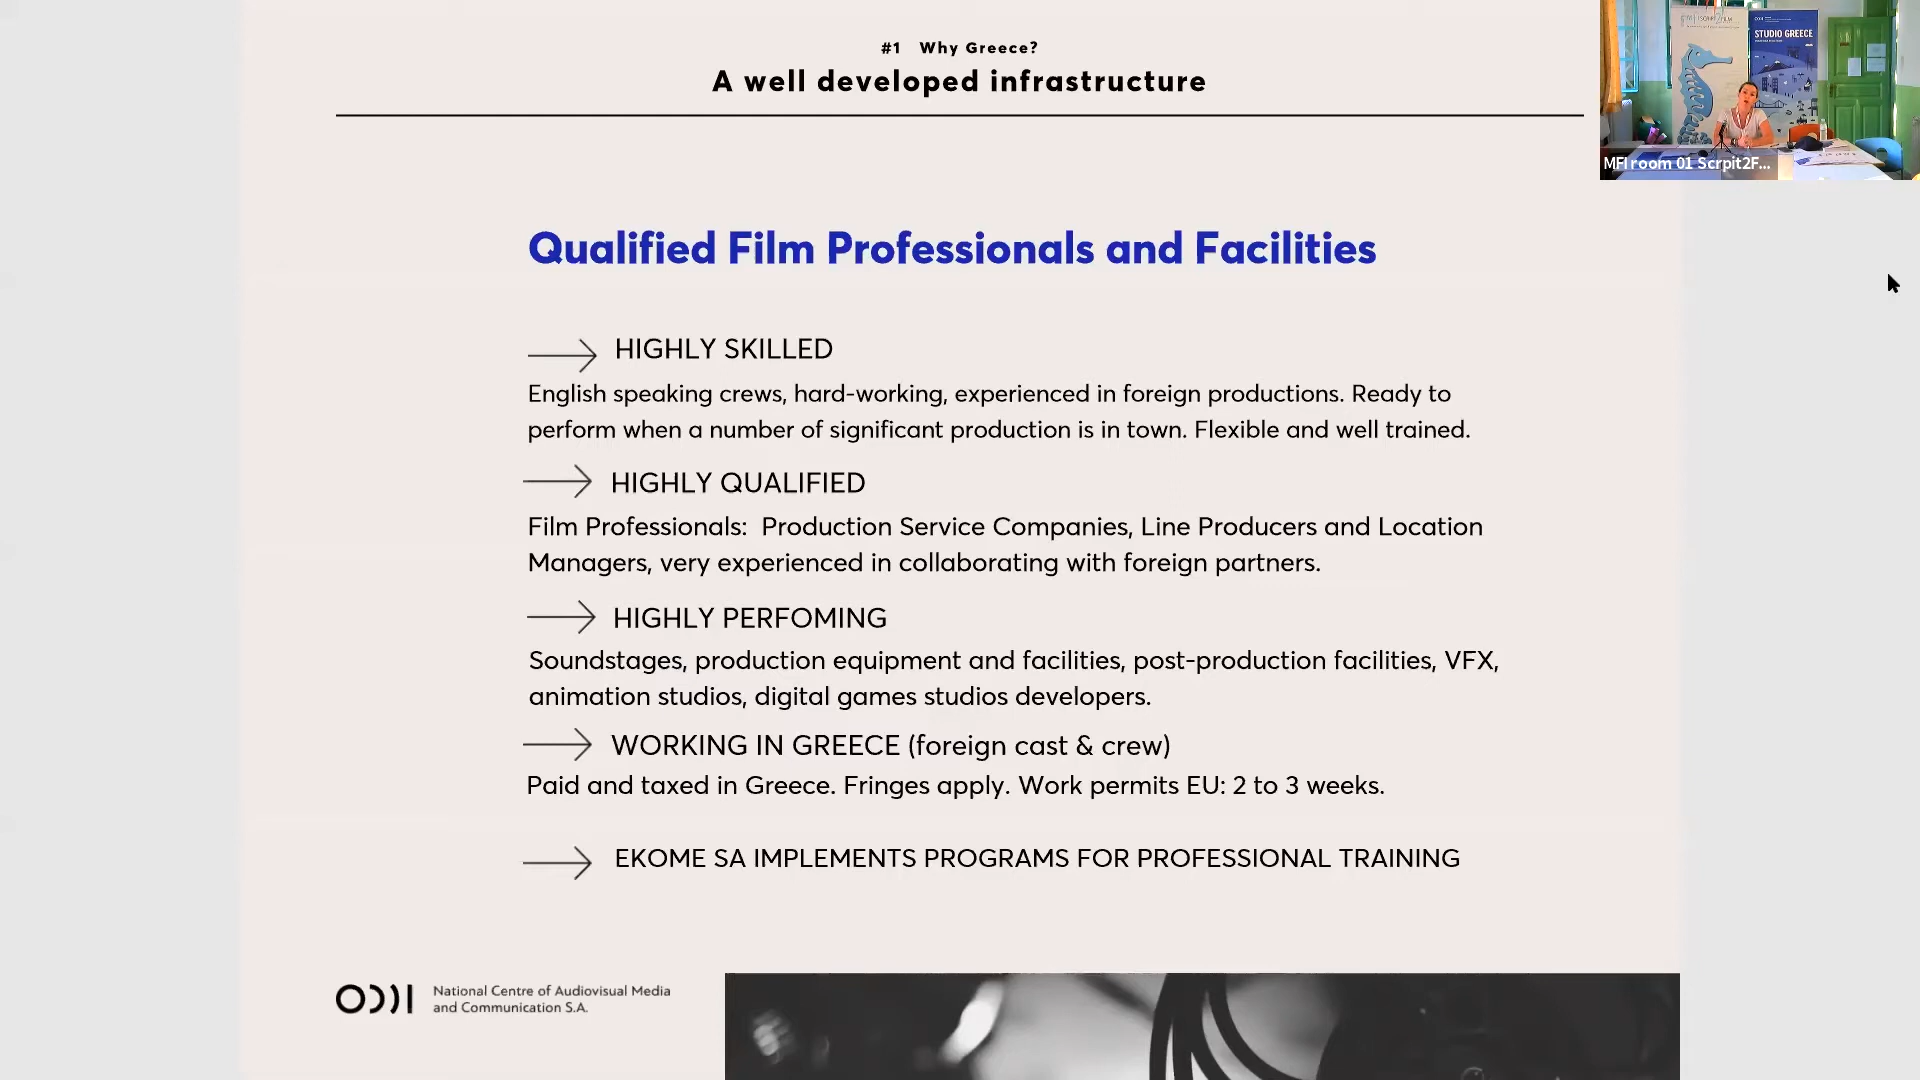 #1 Why Greece?
A well developed infrastructure
STUDIO GREECE
MFI room 01 Scrpit2F...
Qualified Film Professionals and Facilities
HIGHLY SKILLED
English speaking crews, hard-working, experienced in foreign productions. Ready to
perform when a number of significant production is in town. Flexible and well trained.
HIGHLY QUALIFIED
Film Professionals: Production Service Companies, Line Producers and Location
Managers, very experienced in collaborating with foreign partners.
HIGHLY PERFOMING
Soundstages, production equipment and facilities, post-production facilities, VFX,
animation studios, digital games studios developers.
WORKING IN GREECE (foreign cast & crew)
Paid and taxed in Greece. Fringes apply. Work permits EU: 2 to 3 weeks.
EKOME SA IMPLEMENTS PROGRAMS FOR PROFESSIONAL TRAINING
National Centre of Audiovisual Media
and Communication S.A.